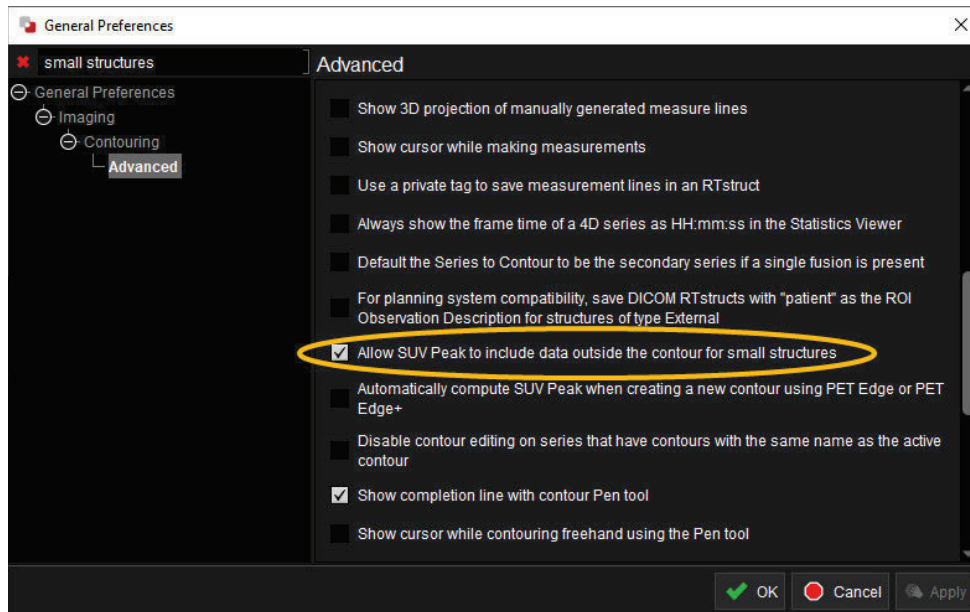 General Preferences
small structures
General Preferences
Imaging
Contouring
Advanced
Advanced
Show 3D projection of manually generated measure lines
Show cursor while making measurements
Use a private tag to save measurement lines in an RTstruct
Always show the frame time of a 4D series as HH:mm:ss in the Statistics Viewer
Default the Series to Contour to be the secondary series if a single fusion is present
For planning system compatibility, save DICOM RTstructs with "patient" as the ROI
Observation Description for structures of type External
Allow SUV Peak to include data outside the contour for small structures
Automatically compute SUV Peak when creating a new contour using PET Edge or PET
Edge+
Disable contour editing on series that have contours with the same name as the active
contour
Show completion line with contour Pen tool
Show cursor while contouring freehand using the Pen tool
OK
Cancel
Apply